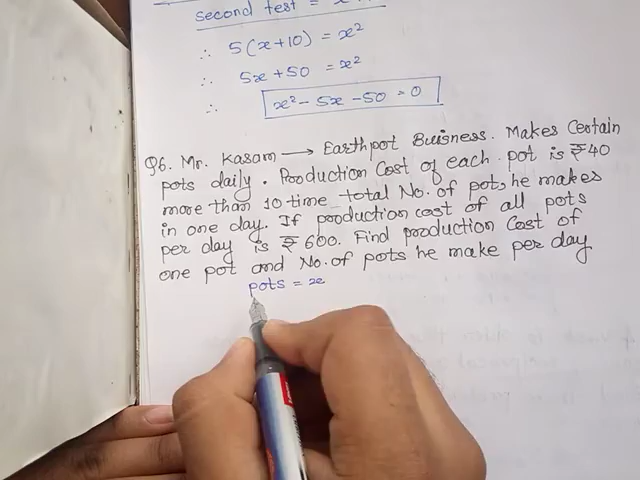 second test =
∴ 5(x+10) = x²
∴ 5x+50 = x²
∴ x² - 5x - 50 = 0
Q6. Mr. Kasam → Earthpot Buisness. Makes Certain
pots daily. Production Cost of each pot is ₹40
more than 10 time total No. of pots he makes
in one day. If production cost of all pots
per day is ₹600. Find production Cost of
one pot and No. of pots he make per day
pots = x